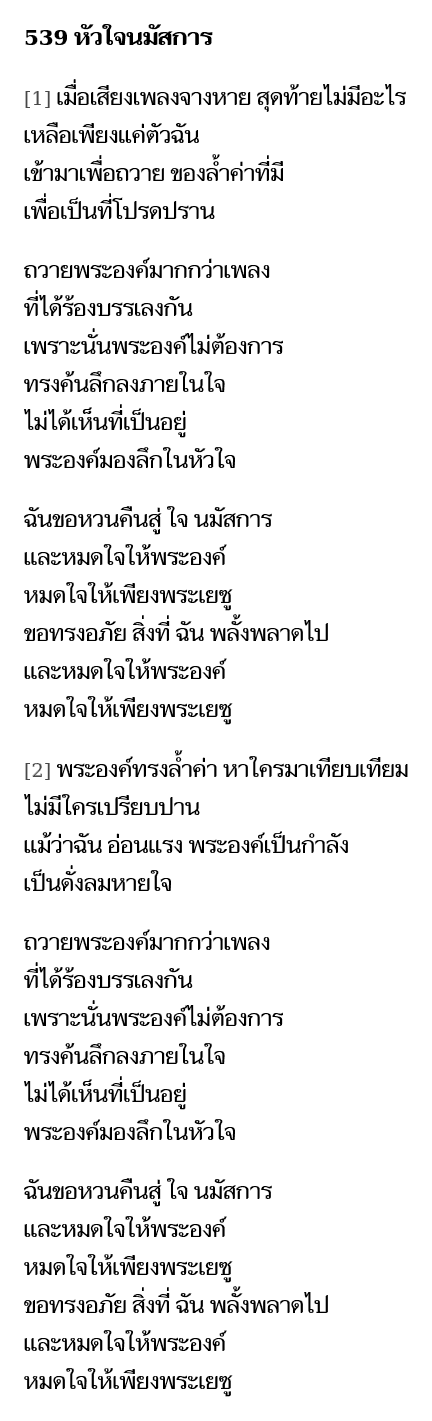 539 หัวใจนมัสการ
[1] เมื่อเสียงเพลงจางหาย สุดท้ายไม่มีอะไร
เหลือเพียงแค่ตัวฉัน
เข้ามาเพื่อถวาย ของล้ำค่าที่มี
เพื่อเป็นที่โปรดปราน
ถวายพระองค์มากกว่าเพลง
ที่ได้ร้องบรรเลงกัน
เพราะนั่นพระองค์ไม่ต้องการ
ทรงค้นลึกลงภายในใจ
ไม่ได้เห็นที่เป็นอยู่
พระองค์มองลึกในหัวใจ
ฉันขอหวนคืนสู่ ใจ นมัสการ
และหมดใจให้พระองค์
หมดใจให้เพียงพระเยซู
ขอทรงอภัย สิ่งที่ ฉัน พลั้งพลาดไป
และหมดใจให้พระองค์
หมดใจให้เพียงพระเยซู
[2] พระองค์ทรงล้ำค่า หาใครมาเทียบเทียม
ไม่มีใครเปรียบปาน
แม้ว่าฉัน อ่อนแรง พระองค์เป็นกำลัง
เป็นดั่งลมหายใจ
ถวายพระองค์มากกว่าเพลง
ที่ได้ร้องบรรเลงกัน
เพราะนั่นพระองค์ไม่ต้องการ
ทรงค้นลึกลงภายในใจ
ไม่ได้เห็นที่เป็นอยู่
พระองค์มองลึกในหัวใจ
ฉันขอหวนคืนสู่ ใจ นมัสการ
และหมดใจให้พระองค์
หมดใจให้เพียงพระเยซู
ขอทรงอภัย สิ่งที่ ฉัน พลั้งพลาดไป
และหมดใจให้พระองค์
หมดใจให้เพียงพระเยซู